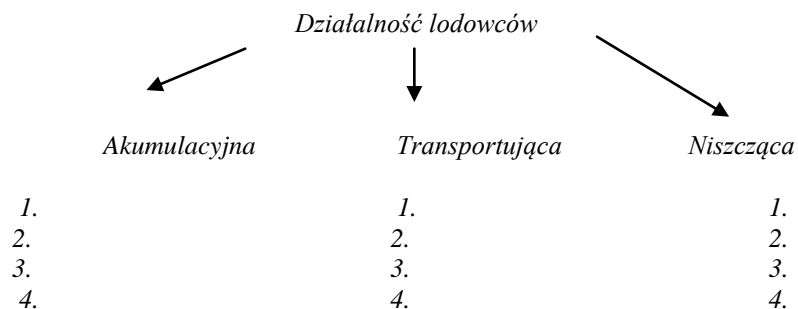 Działalność lodowców
Akumulacyjna Transportująca Niszcząca
1. 1. 1.
2. 2. 2.
3. 3. 3.
4. 4. 4.